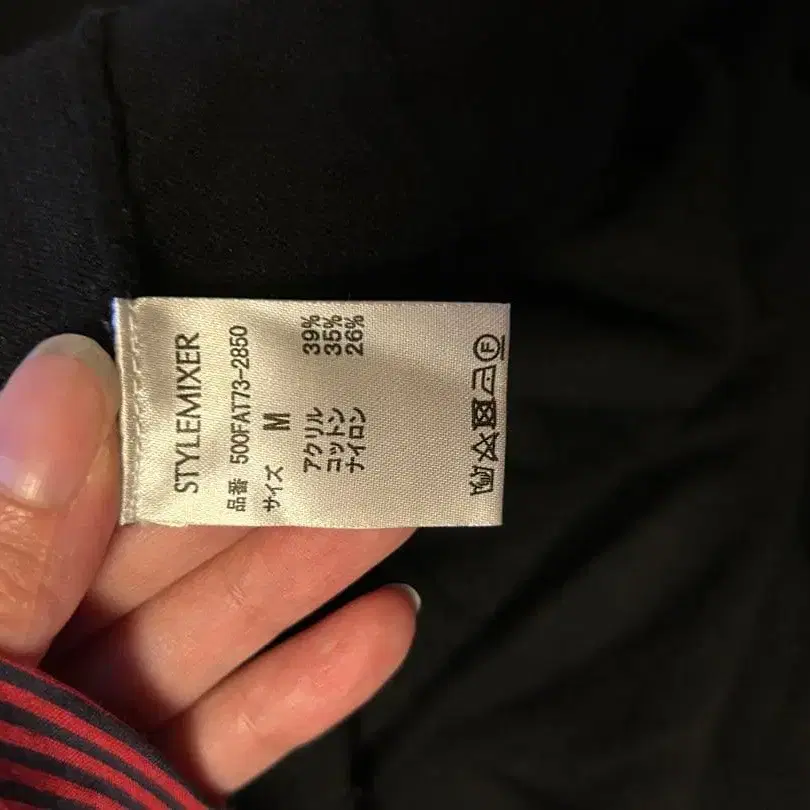 STYLEMIXER
品番 500FAT73-2850
サイズ M
アクリル 39%
コットン 35%
ナイロン 26%
F